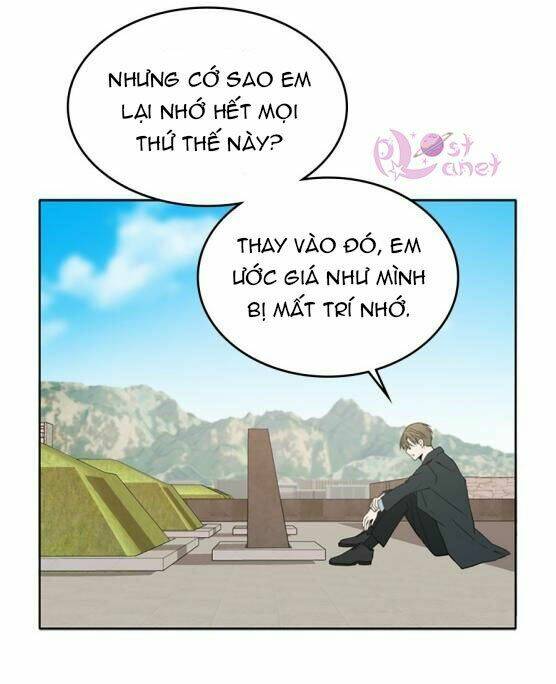 NHƯNG CỚ SAO EM
LẠI NHỚ HẾT MỌI
THỨ THẾ NÀY?
Lost
pLanet
THAY VÀO ĐÓ, EM
ƯỚC GIÁ NHƯ MÌNH
BỊ MẤT TRÍ NHỚ.